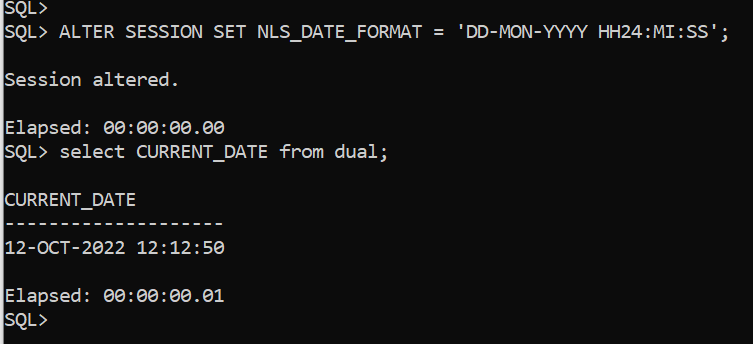 SQL>
SQL> ALTER SESSION SET NLS_DATE_FORMAT = 'DD-MON-YYYY HH24:MI:SS';
Session altered.
Elapsed: 00:00:00.00
SQL> select CURRENT_DATE from dual;
CURRENT_DATE
--------------------
12-OCT-2022 12:12:50
Elapsed: 00:00:00.01
SQL>